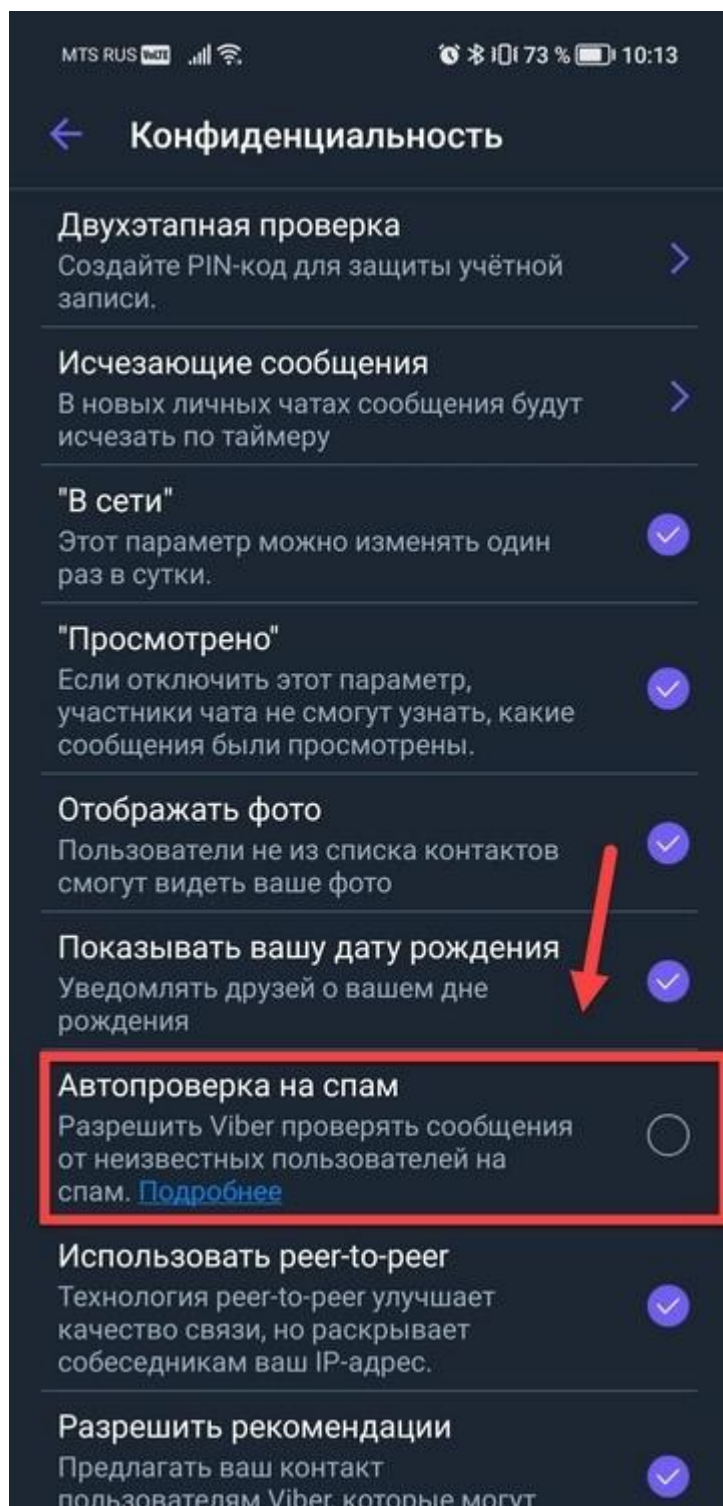 MTS RUS VoLTE 73 % 10:13
Конфиденциальность
Двухэтапная проверка
Создайте PIN-код для защиты учётной
записи.
Исчезающие сообщения
В новых личных чатах сообщения будут
исчезать по таймеру
"В сети"
Этот параметр можно изменять один
раз в сутки.
"Просмотрено"
Если отключить этот параметр,
участники чата не смогут узнать, какие
сообщения были просмотрены.
Отображать фото
Пользователи не из списка контактов
смогут видеть ваше фото
Показывать вашу дату рождения
Уведомлять друзей о вашем дне
рождения
Автопроверка на спам
Разрешить Viber проверять сообщения
от неизвестных пользователей на
спам. Подробнее
Использовать peer-to-peer
Технология peer-to-peer улучшает
качество связи, но раскрывает
собеседникам ваш IP-адрес.
Разрешить рекомендации
Предлагать ваш контакт
пользователям Viber, которые могут